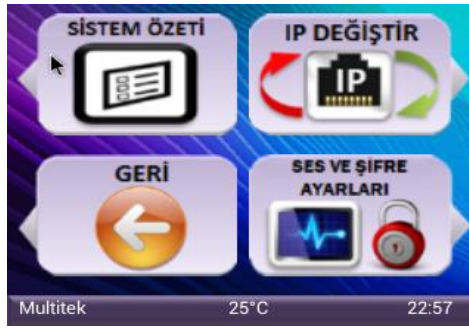 SİSTEM ÖZETİ
IP DEĞİŞTİR
IP
GERİ
SES VE ŞİFRE
AYARLARI
Multitek 25°C 22:57